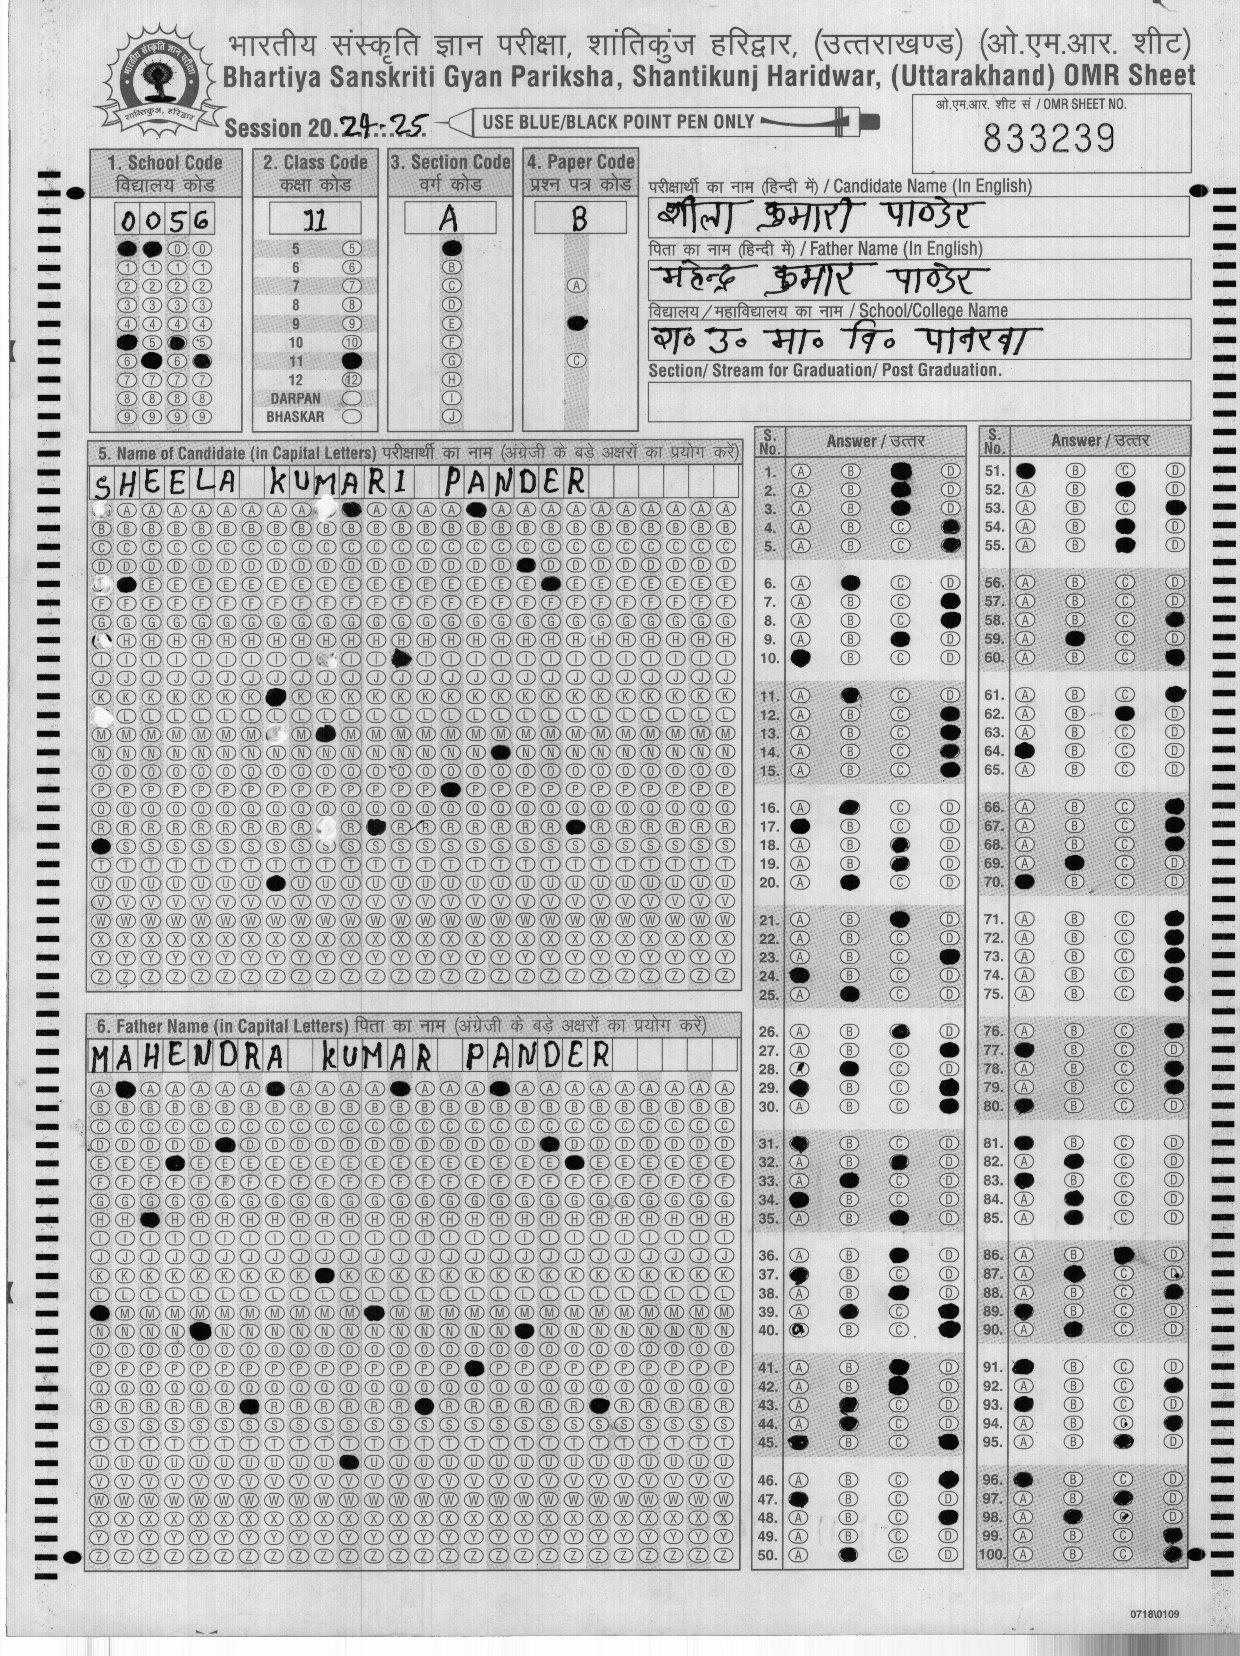 भारतीय संस्कृति ज्ञान परीक्षा, शांतिकुंज हरिद्वार, (उत्तराखण्ड) (ओ.एम.आर. शीट)
Bhartiya Sanskriti Gyan Pariksha, Shantikunj Haridwar, (Uttarakhand) OMR Sheet
Session 20.24-25 USE BLUE/BLACK POINT PEN ONLY
ओ.एम.आर. शीट सं / OMR SHEET NO.
833239
1. School Code
विद्यालय कोड
0056
2. Class Code
कक्षा कोड
11
5
6
7
8
9
10
11
12
DARPAN
BHASKAR
3. Section Code
वर्ग कोड
A
4. Paper Code
प्रश्न पत्र कोड
B
परीक्षार्थी का नाम (हिन्दी में) / Candidate Name (In English)
शीला कुमारी पाण्डेर
पिता का नाम (हिन्दी में) / Father Name (In English)
महेन्द्र कुमार पाण्डेर
विद्यालय/महाविद्यालय का नाम / School/College Name
रा० उ० मा० वि० पानरवा
Section/ Stream for Graduation/ Post Graduation.
5. Name of Candidate (in Capital Letters) परीक्षार्थी का नाम (अंग्रेजी के बड़े अक्षरों का प्रयोग करें)
SHEELA KUMARI PANDER
6. Father Name (in Capital Letters) पिता का नाम (अंग्रेजी के बड़े अक्षरों का प्रयोग करें)
MAHENDRA KUMAR PANDER
S. No. Answer / उत्तर
S. No. Answer / उत्तर
0718\0109